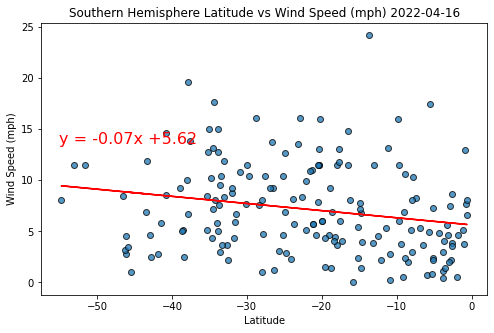 Southern Hemisphere Latitude vs Wind Speed (mph) 2022-04-16
25
20
15
10
5
0
Wind Speed (mph)
y = -0.07x +5.62
−50 −40 −30 −20 −10 0
Latitude